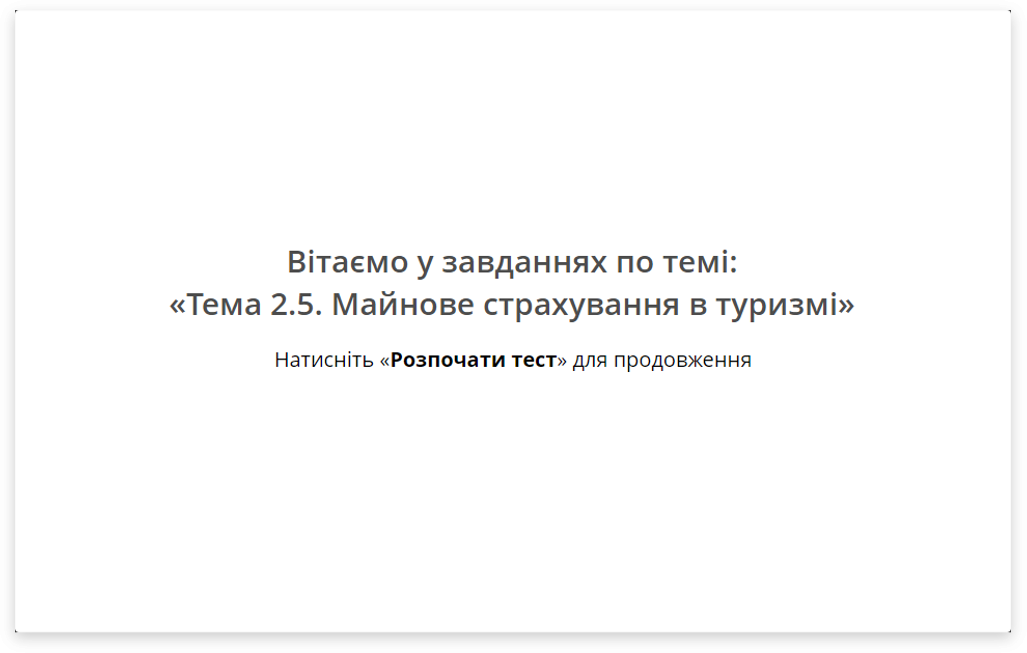 Вітаємо у завданнях по темі:
«Тема 2.5. Майнове страхування в туризмі»
Натисніть «Розпочати тест» для продовження